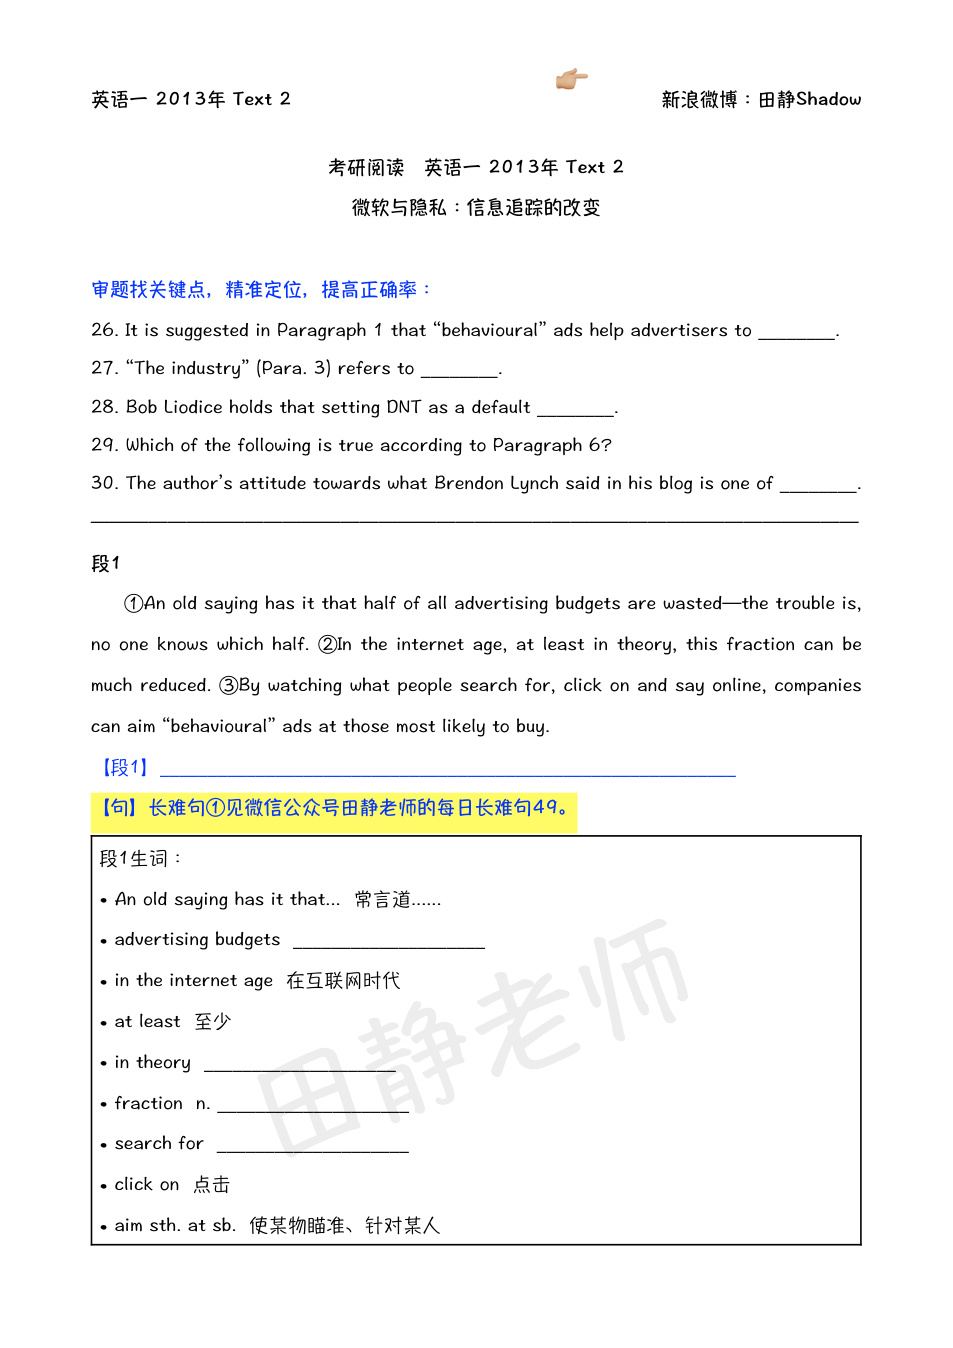 英语一 2013年 Text 2 新浪微博：田静Shadow
考研阅读 英语一 2013年 Text 2
微软与隐私：信息追踪的改变
审题找关键点，精准定位，提高正确率：
26. It is suggested in Paragraph 1 that “behavioural” ads help advertisers to ________.
27. “The industry” (Para. 3) refers to ________.
28. Bob Liodice holds that setting DNT as a default ________.
29. Which of the following is true according to Paragraph 6?
30. The author’s attitude towards what Brendon Lynch said in his blog is one of ________.
段1
①An old saying has it that half of all advertising budgets are wasted—the trouble is,
no one knows which half. ②In the internet age, at least in theory, this fraction can be
much reduced. ③By watching what people search for, click on and say online, companies
can aim “behavioural” ads at those most likely to buy.
【段1】____________________________________________________________
【句】长难句①见微信公众号田静老师的每日长难句49。
段1生词：
• An old saying has it that... 常言道......
• advertising budgets ____________________
• in the internet age 在互联网时代
• at least 至少
• in theory ____________________
• fraction n. ____________________
• search for ____________________
• click on 点击
• aim sth. at sb. 使某物瞄准、针对某人
田静老师